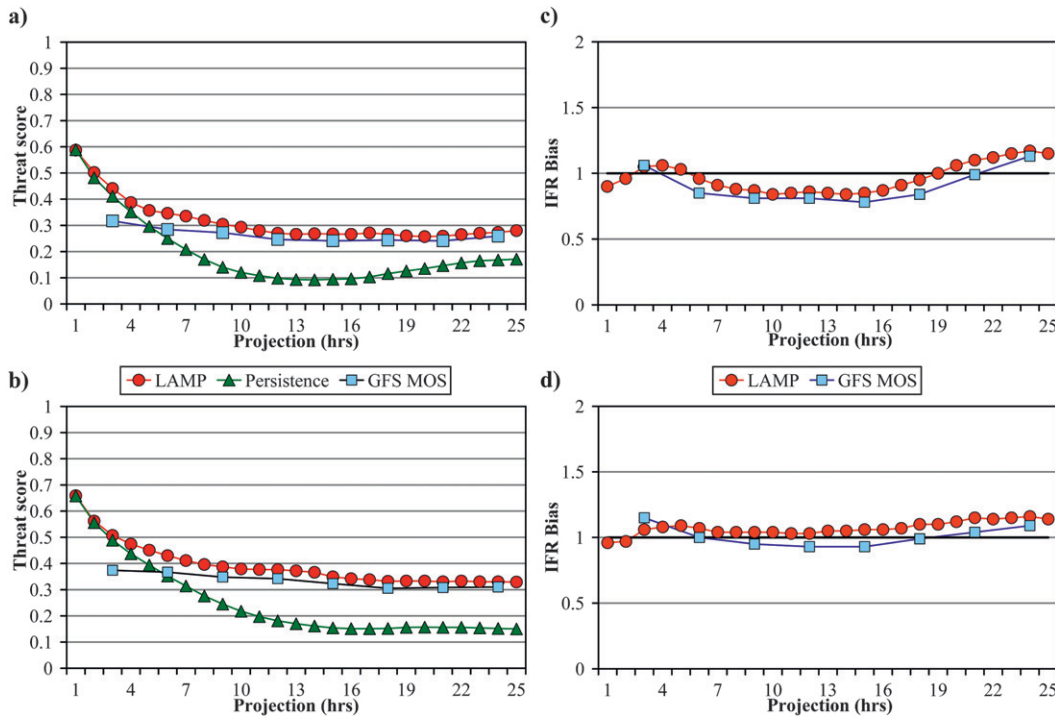 a)
1
0.9
0.8
0.7
0.6
0.5
0.4
0.3
0.2
0.1
0
Threat score
1 4 7 10 13 16 19 22 25
Projection (hrs)
c)
2
1.5
1
0.5
0
IFR Bias
1 4 7 10 13 16 19 22 25
Projection (hrs)
b)
LAMP Persistence GFS MOS
1
0.9
0.8
0.7
0.6
0.5
0.4
0.3
0.2
0.1
0
Threat score
1 4 7 10 13 16 19 22 25
Projection (hrs)
d)
LAMP GFS MOS
2
1.5
1
0.5
0
IFR Bias
1 4 7 10 13 16 19 22 25
Projection (hrs)